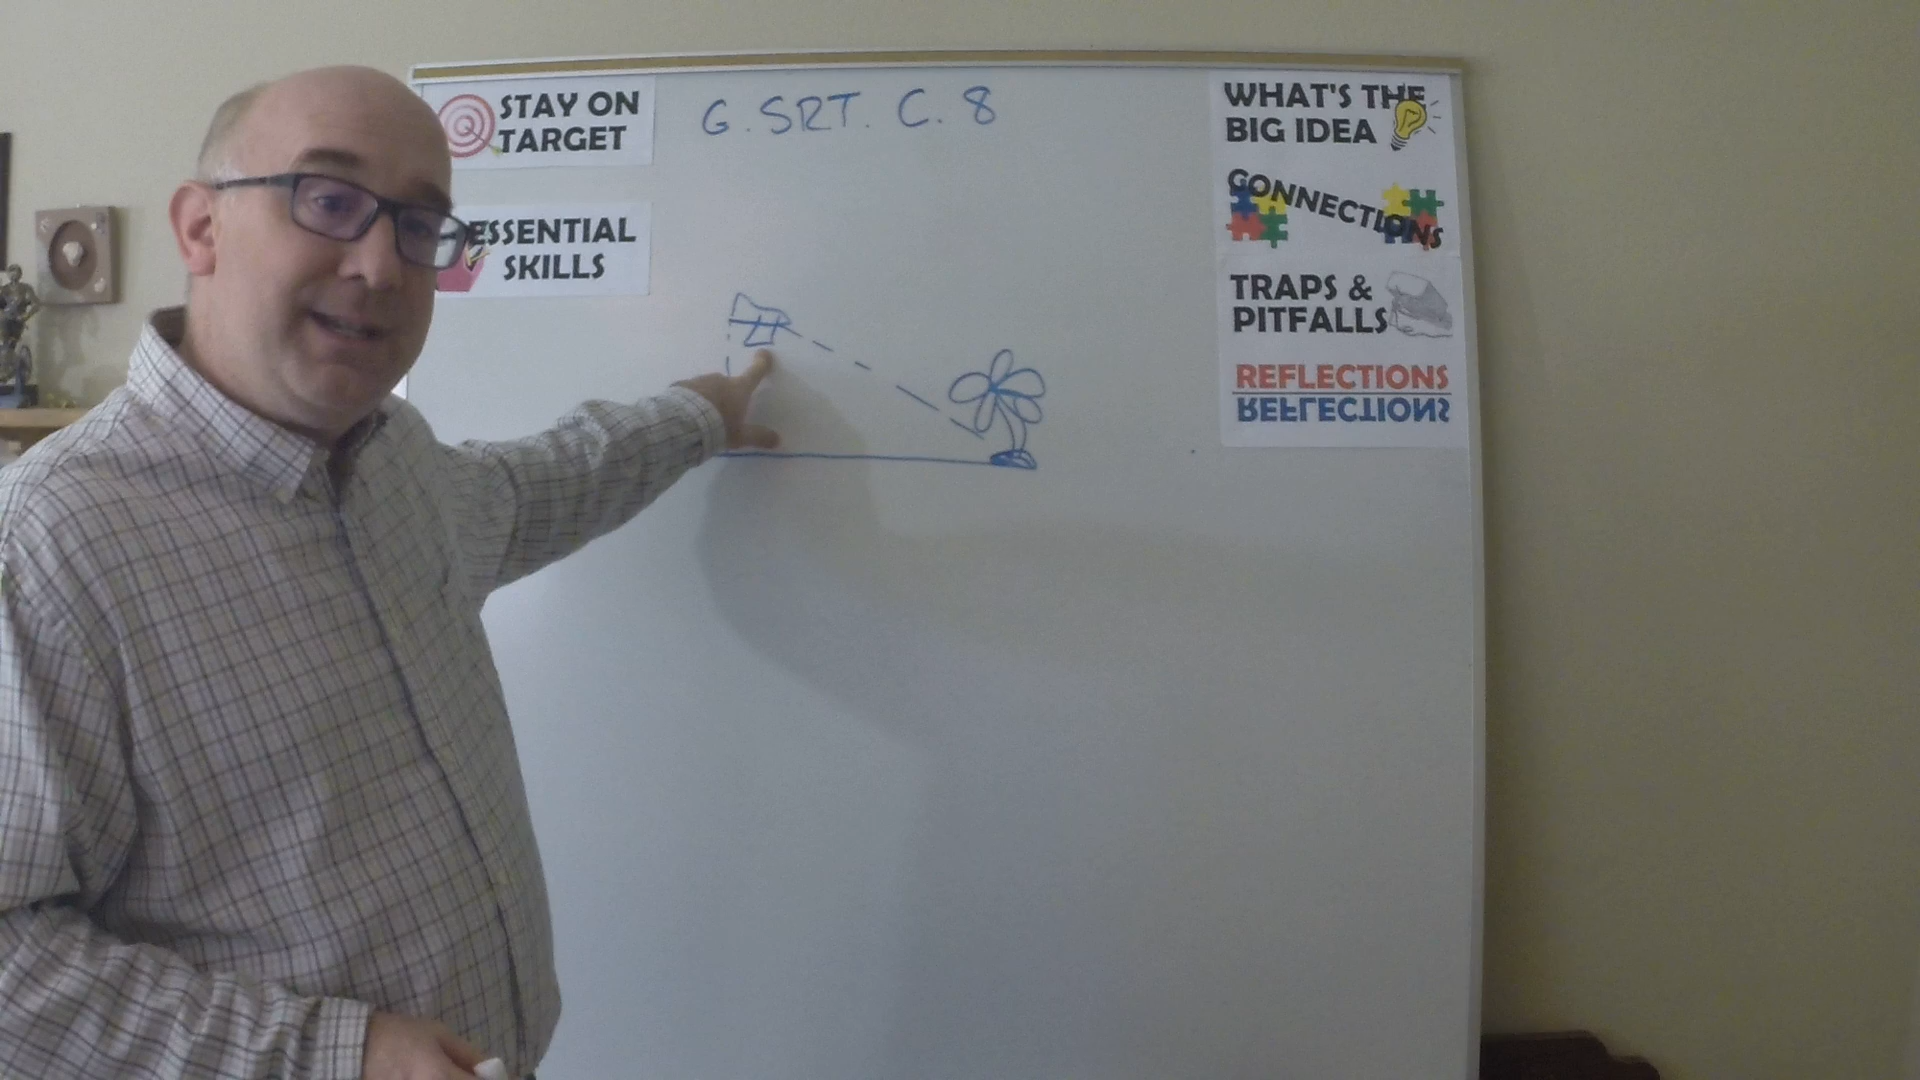 STAY ON
TARGET
G.SRT.C.8
WHAT'S THE
BIG IDEA
ESSENTIAL
SKILLS
CONNECTIONS
TRAPS &
PITFALLS
REFLECTIONS
REFLECTIONS